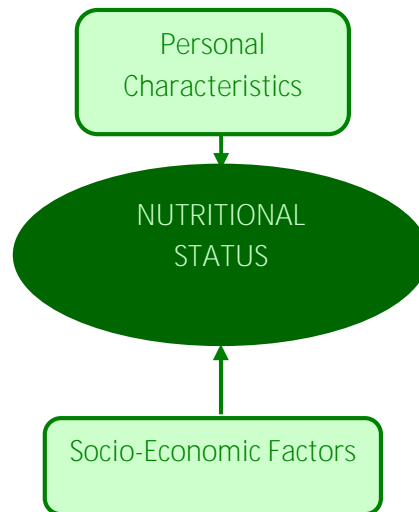 Personal
Characteristics
NUTRITIONAL
STATUS
Socio-Economic Factors